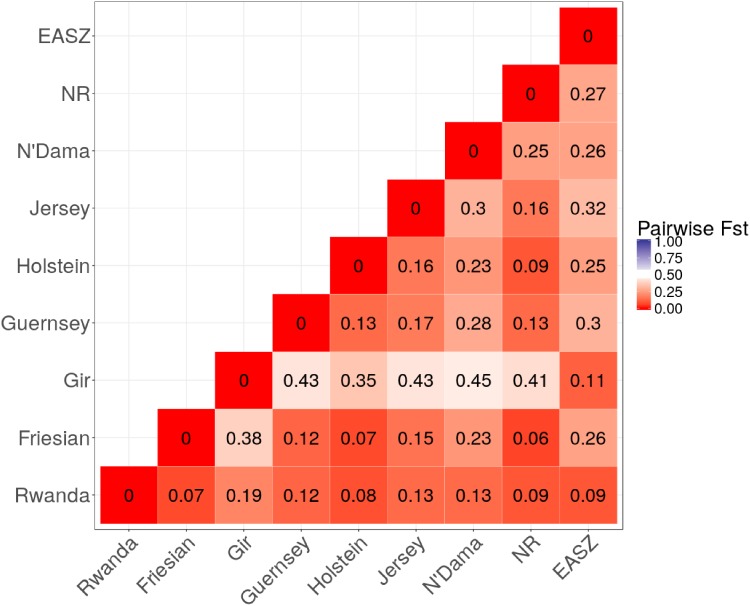 EASZ 0
NR 0 0.27
N'Dama 0 0.25 0.26
Jersey 0 0.3 0.16 0.32
Holstein 0 0.16 0.23 0.09 0.25
Guernsey 0 0.13 0.17 0.28 0.13 0.3
Gir 0 0.43 0.35 0.43 0.45 0.41 0.11
Friesian 0 0.38 0.12 0.07 0.15 0.23 0.06 0.26
Rwanda 0 0.07 0.19 0.12 0.08 0.13 0.13 0.09 0.09
Rwanda Friesian Gir Guernsey Holstein Jersey N'Dama NR EASZ
Pairwise Fst
1.00
0.75
0.50
0.25
0.00